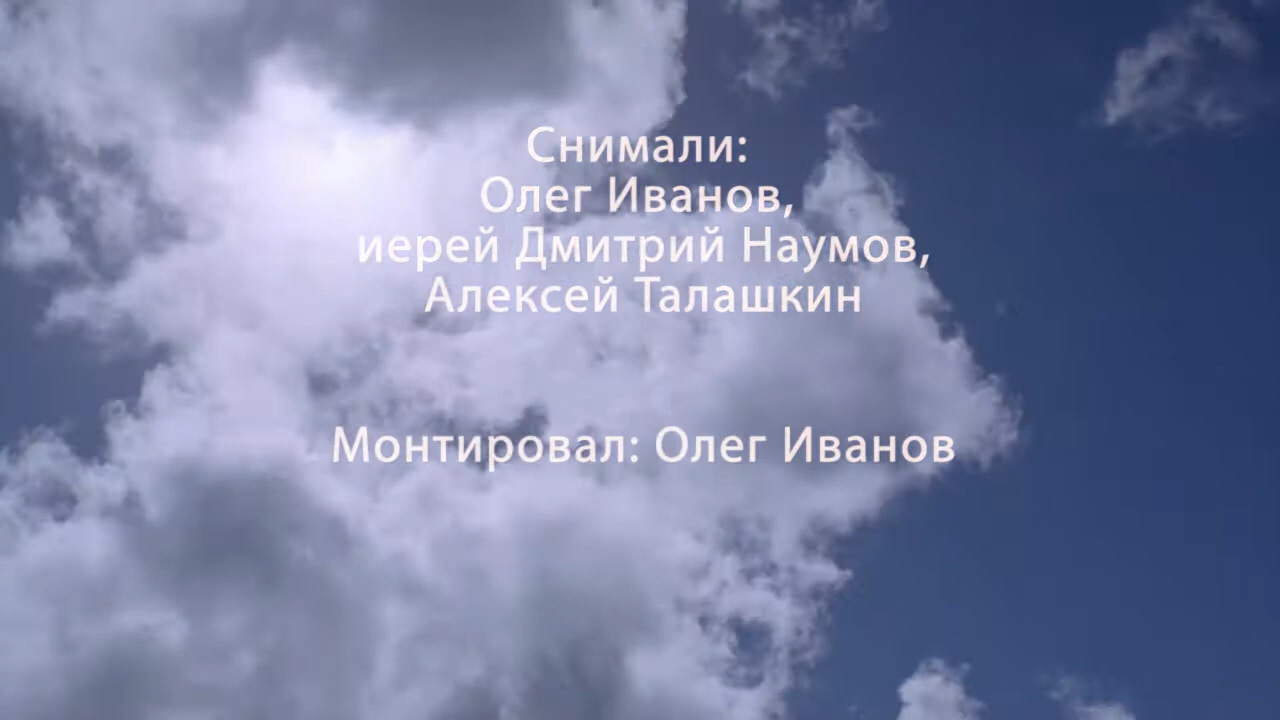 Снимали:
Олег Иванов,
иерей Дмитрий Наумов,
Алексей Талашкин
Монтировал: Олег Иванов